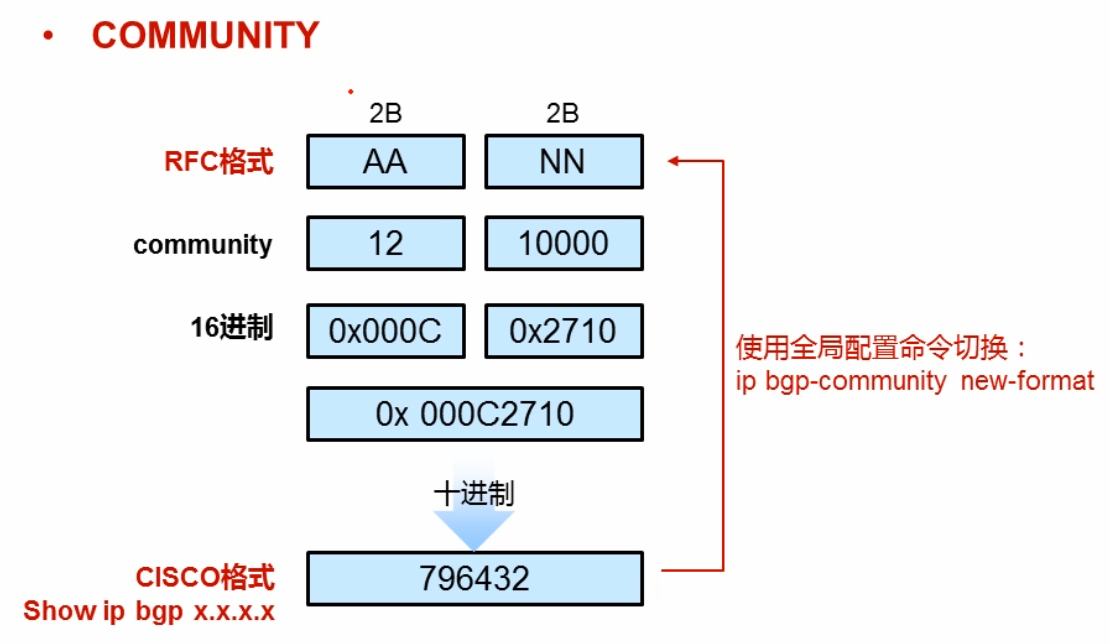 • COMMUNITY
2B 2B
RFC格式 AA NN
community 12 10000
16进制 0x000C 0x2710
使用全局配置命令切换：
ip bgp-community new-format
0x 000C2710
十进制
CISCO格式 796432
Show ip bgp x.x.x.x